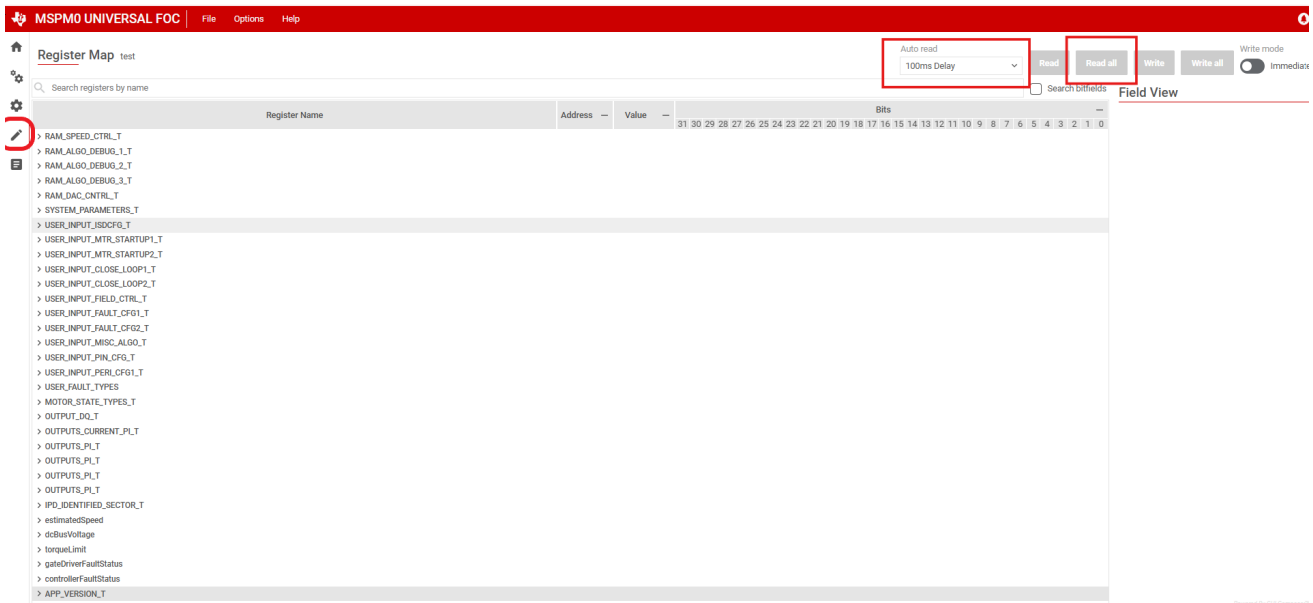 MSPM0 UNIVERSAL FOC File Options Help
Register Map test
Auto read
100ms Delay
Read Read all Write Write all
Write mode
Immediate
Search registers by name
Search bitfields
Field View
Register Name Address Value Bits
31 30 29 28 27 26 25 24 23 22 21 20 19 18 17 16 15 14 13 12 11 10 9 8 7 6 5 4 3 2 1 0
> RAM_SPEED_CTRL_T
> RAM_ALGO_DEBUG_1_T
> RAM_ALGO_DEBUG_2_T
> RAM_ALGO_DEBUG_3_T
> RAM_DAC_CNTRL_T
> SYSTEM_PARAMETERS_T
> USER_INPUT_ISDCFG_T
> USER_INPUT_MTR_STARTUP1_T
> USER_INPUT_MTR_STARTUP2_T
> USER_INPUT_CLOSE_LOOP1_T
> USER_INPUT_CLOSE_LOOP2_T
> USER_INPUT_FIELD_CTRL_T
> USER_INPUT_FAULT_CFG1_T
> USER_INPUT_FAULT_CFG2_T
> USER_INPUT_MISC_ALGO_T
> USER_INPUT_PIN_CFG_T
> USER_INPUT_PERI_CFG1_T
> USER_FAULT_TYPES
> MOTOR_STATE_TYPES_T
> OUTPUT_DQ_T
> OUTPUTS_CURRENT_PI_T
> OUTPUTS_PI_T
> OUTPUTS_PI_T
> OUTPUTS_PI_T
> OUTPUTS_PI_T
> IPD_IDENTIFIED_SECTOR_T
> estimatedSpeed
> dcBusVoltage
> torqueLimit
> gateDriverFaultStatus
> controllerFaultStatus
> APP_VERSION_T